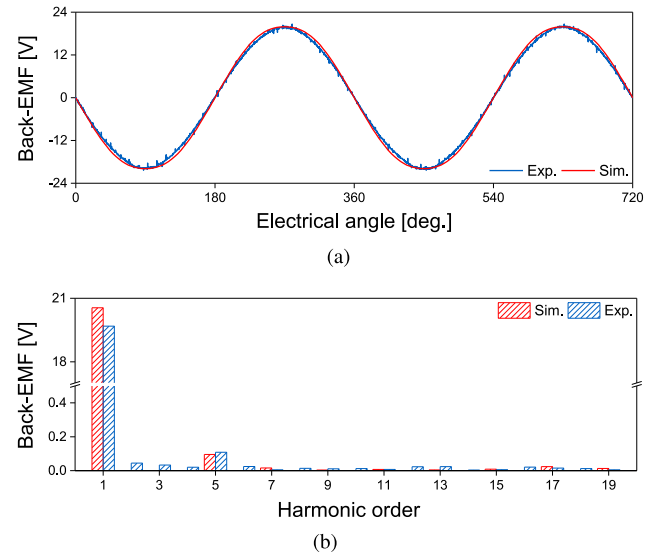 Back-EMF [V]
24
12
0
-12
-24
Exp.
Sim.
0
180
360
540
720
Electrical angle [deg.]
(a)
Back-EMF [V]
21
18
0.4
0.2
0.0
Sim.
Exp.
1
3
5
7
9
11
13
15
17
19
Harmonic order
(b)